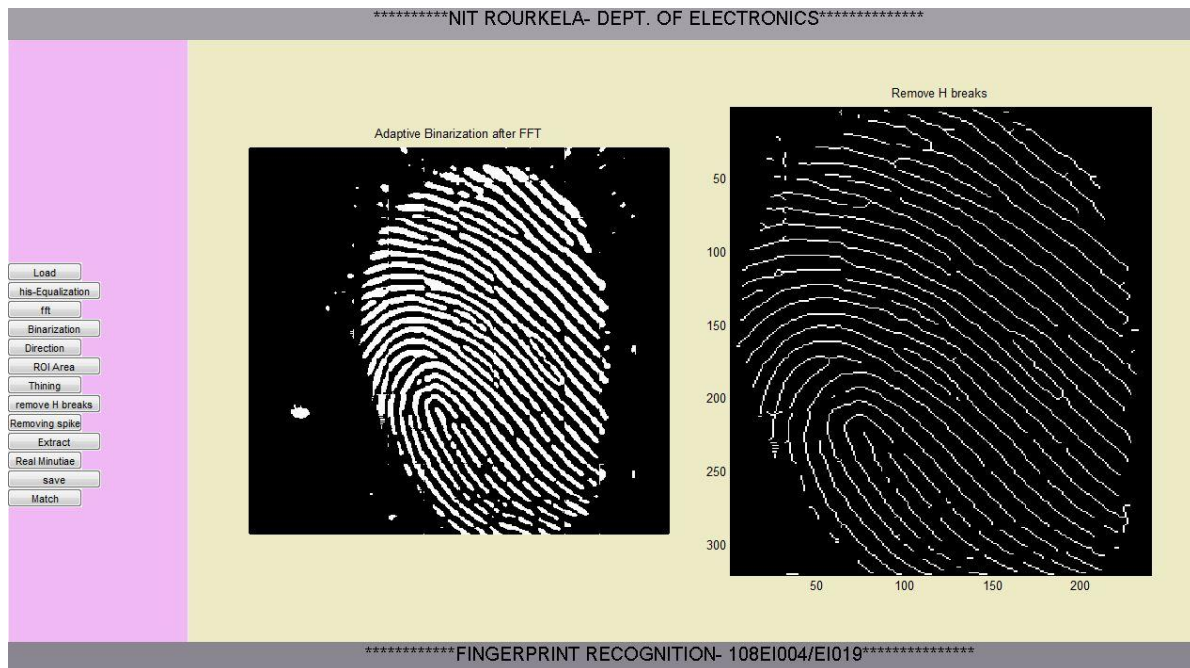 **********NIT ROURKELA- DEPT. OF ELECTRONICS**************
Load
his-Equalization
fft
Binarization
Direction
ROI Area
Thining
remove H breaks
Removing spike
Extract
Real Minutiae
save
Match
Adaptive Binarization after FFT
Remove H breaks
50
100
150
200
250
300
50 100 150 200
************FINGERPRINT RECOGNITION- 108EI004/EI019***************